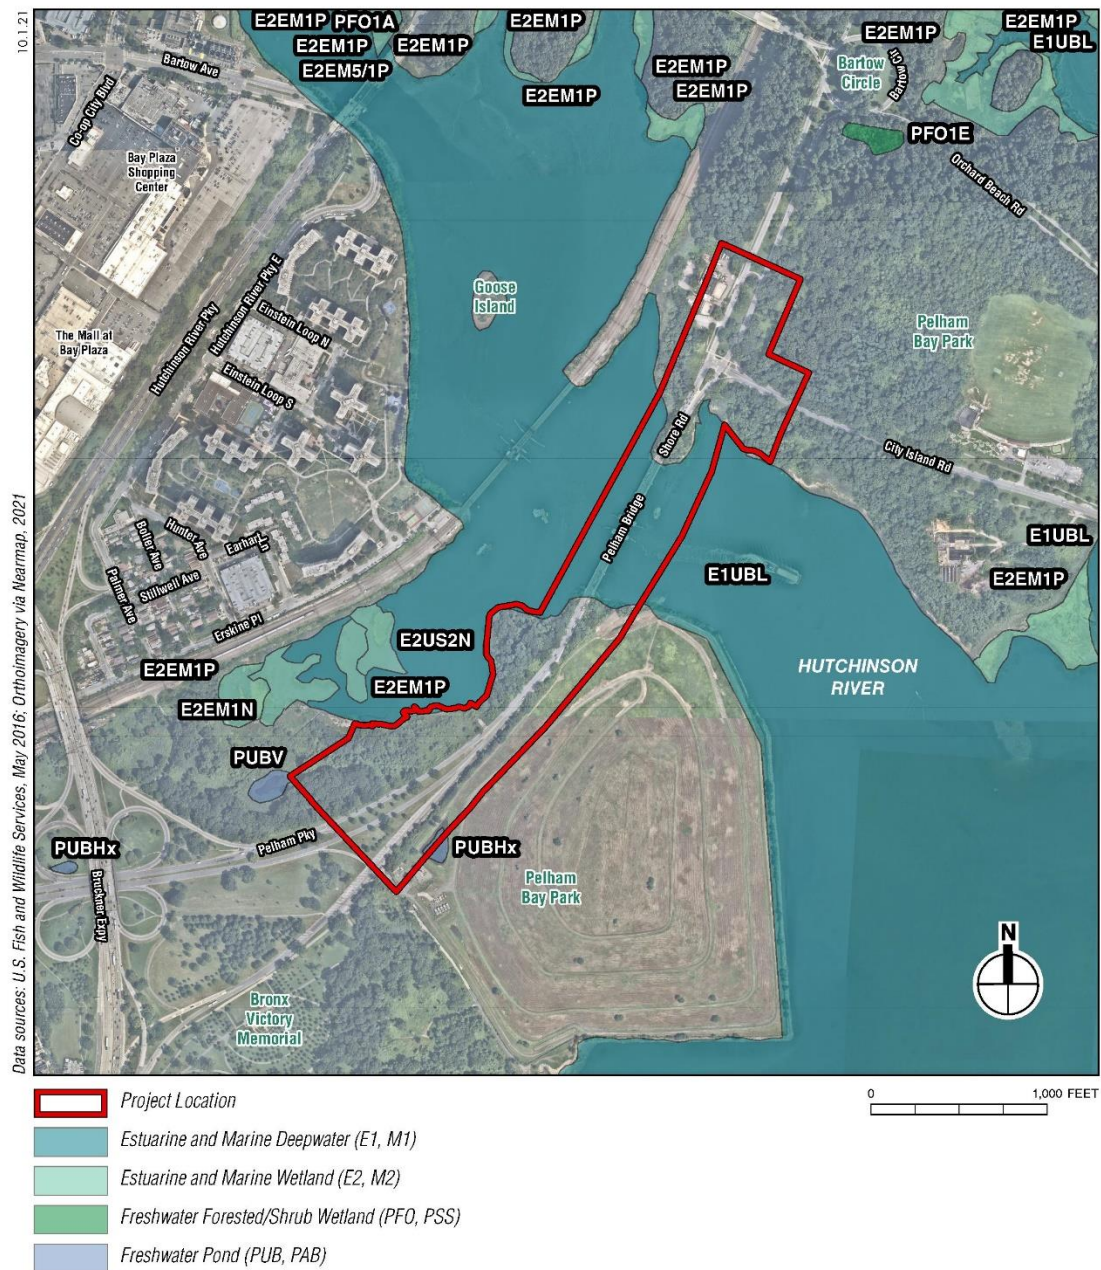 10.1.21
E2EM1P
PFO1A
E2EM1P
E2EM1P
E2EM5/1P
E2EM1P
E2EM1P
E2EM1P
E2EM1P
E2EM1P
E2EM1P
E1UBL
Bartow Ave
Co-op City Blvd
Bay Plaza
Shopping
Center
Bartow
Circle
Bartow Cir
PFO1E
Orchard Beach Rd
Hutchinson River Pky E
Hutchinson River Pky
Einstein Loop N
Einstein Loop S
Goose
Island
The Mall at
Bay Plaza
Pelham
Bay Park
Shore Rd
City Island Rd
Pelham Bridge
Boller Ave
Hunter Ave
Earhart Ln
Palmer Ave
Stillwell Ave
Erskine Pl
E1UBL
E1UBL
E2EM1P
E2US2N
E2EM1P
E2EM1P
E2EM1N
HUTCHINSON
RIVER
PUBV
Pelham Pky
PUBHx
PUBHx
Bruckner Expy
Pelham
Bay Park
Bronx
Victory
Memorial
N
Data sources: U.S. Fish and Wildlife Services, May 2016; Orthoimagery via Nearmap, 2021
Project Location
0 1,000 FEET
Estuarine and Marine Deepwater (E1, M1)
Estuarine and Marine Wetland (E2, M2)
Freshwater Forested/Shrub Wetland (PFO, PSS)
Freshwater Pond (PUB, PAB)